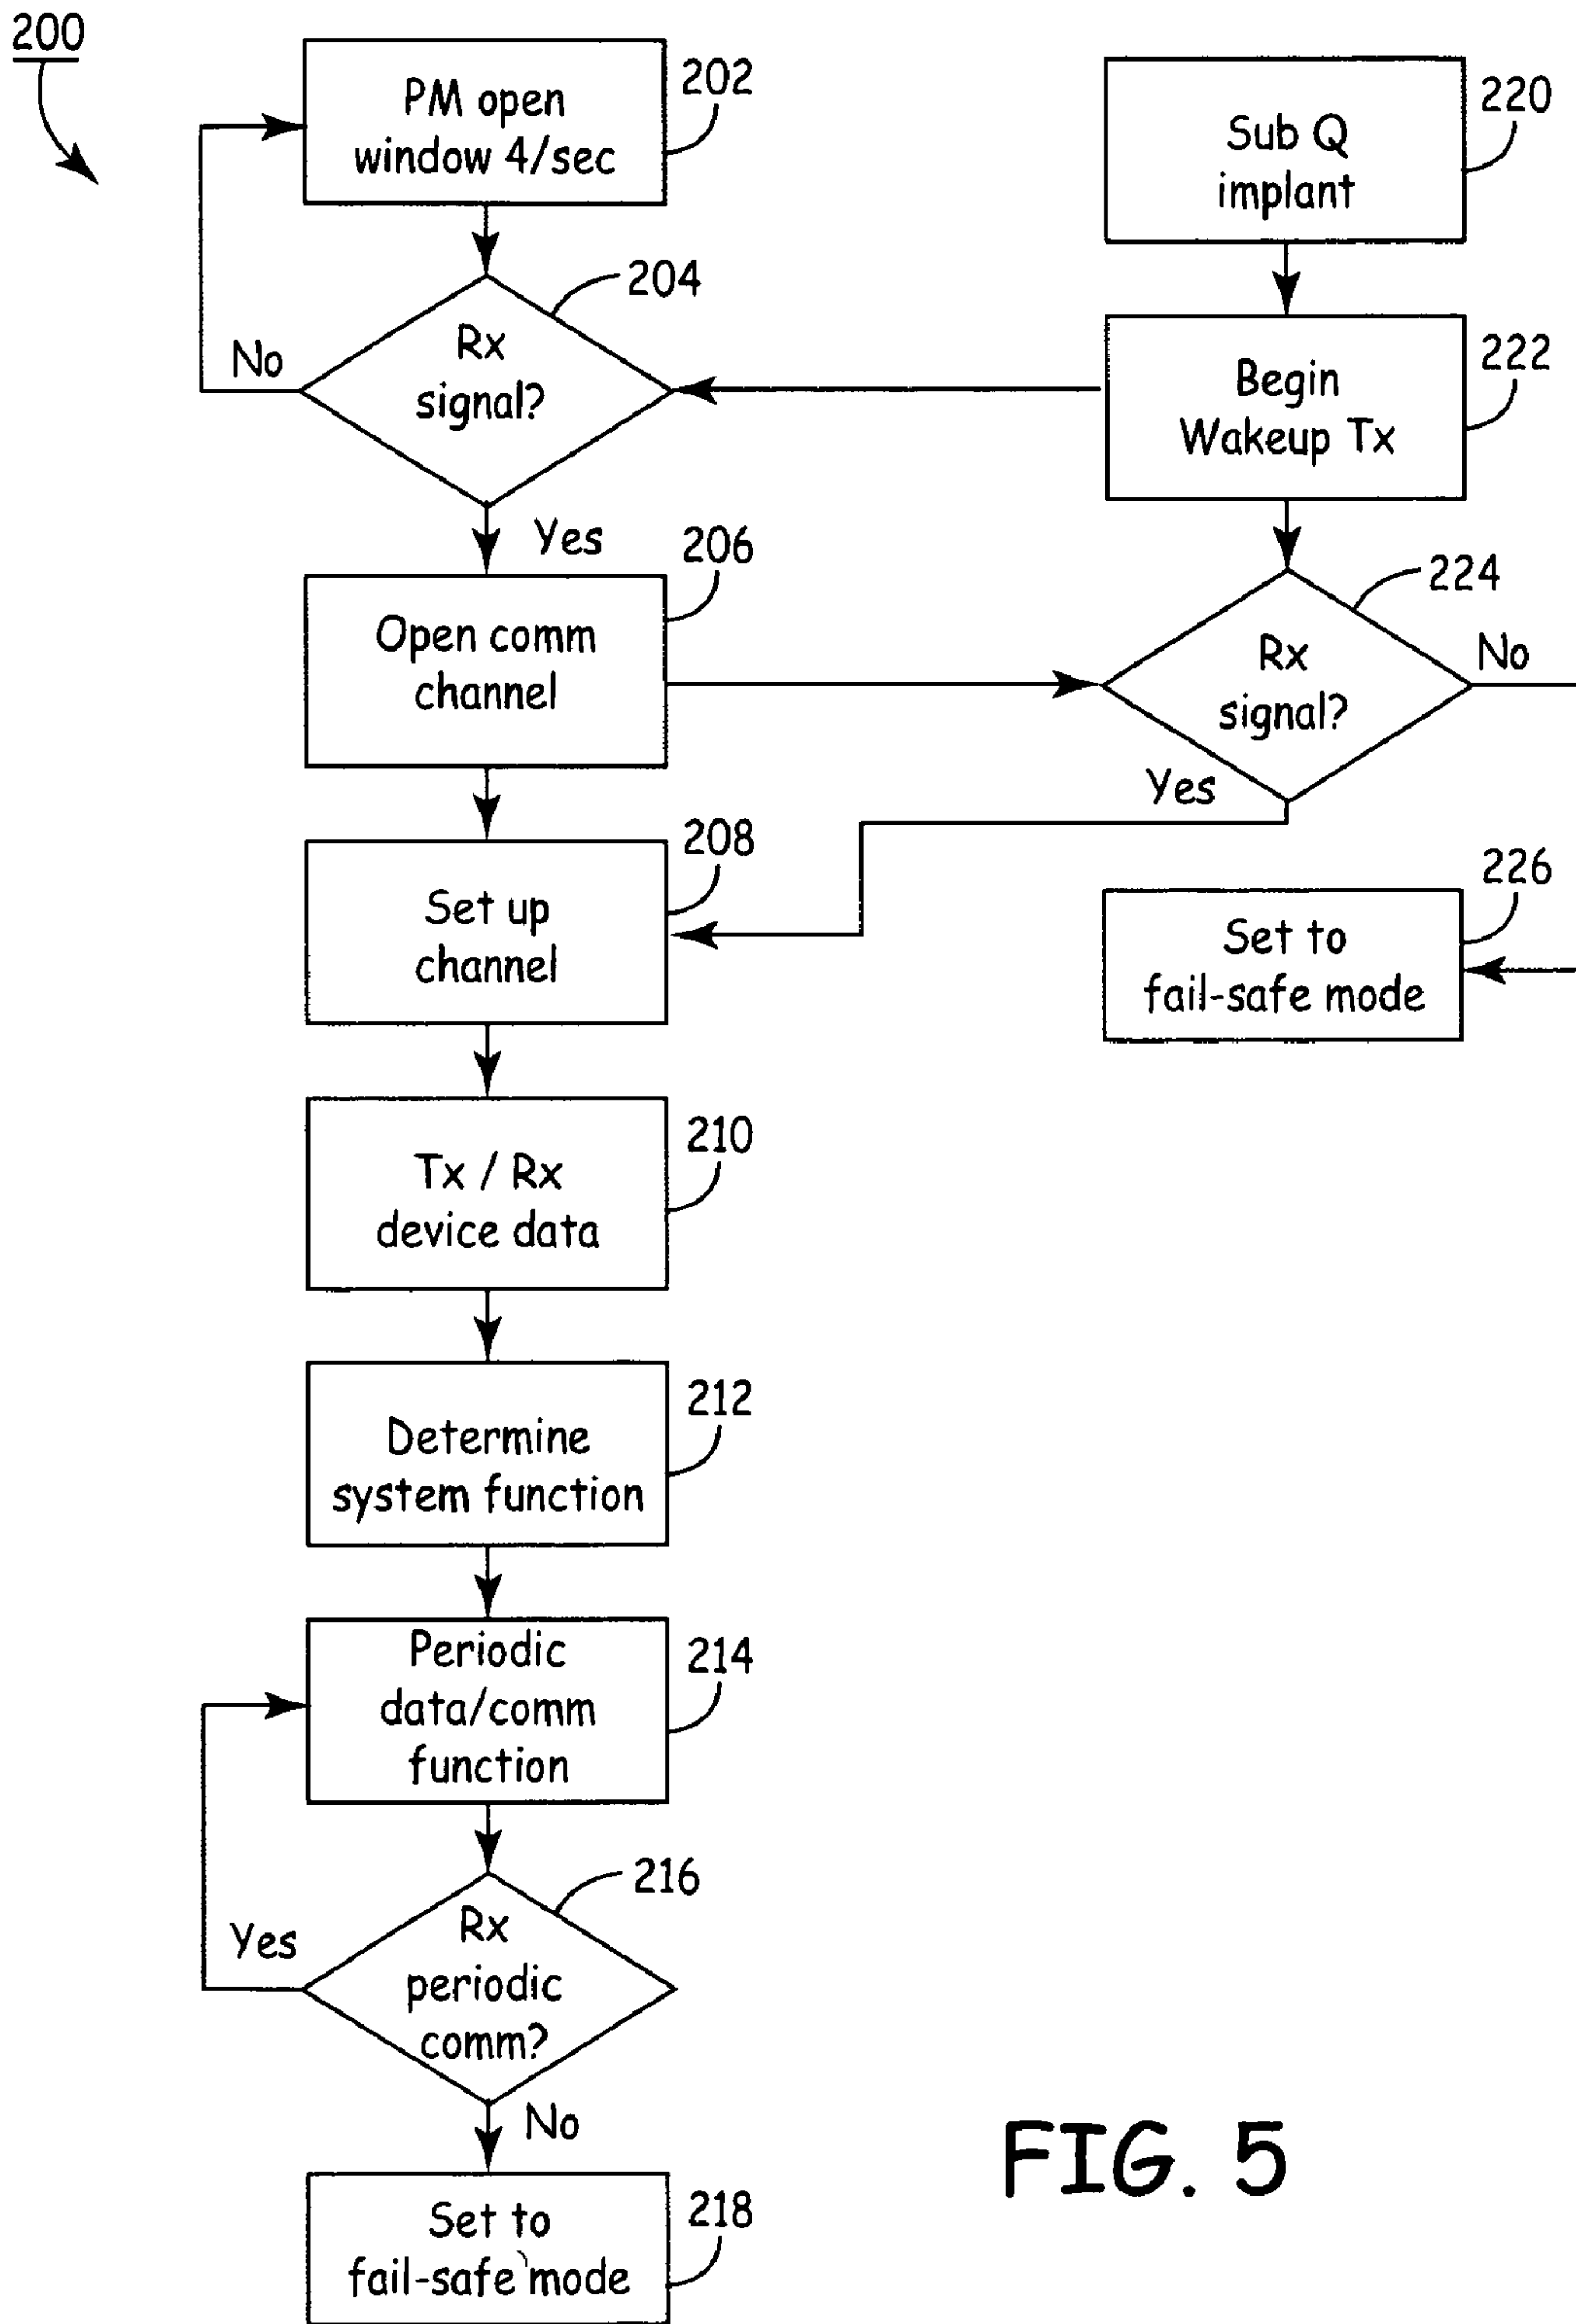 200
PM open
window 4/sec
202
Rx
signal?
204
No
Yes
Open comm
channel
206
Set up
channel
208
Tx / Rx
device data
210
Determine
system function
212
Periodic
data/comm
function
214
Rx
periodic
comm?
216
Yes
No
Set to
fail-safe mode
218
Sub Q
implant
220
Begin
Wakeup Tx
222
Rx
signal?
224
No
Yes
Set to
fail-safe mode
226
FIG. 5